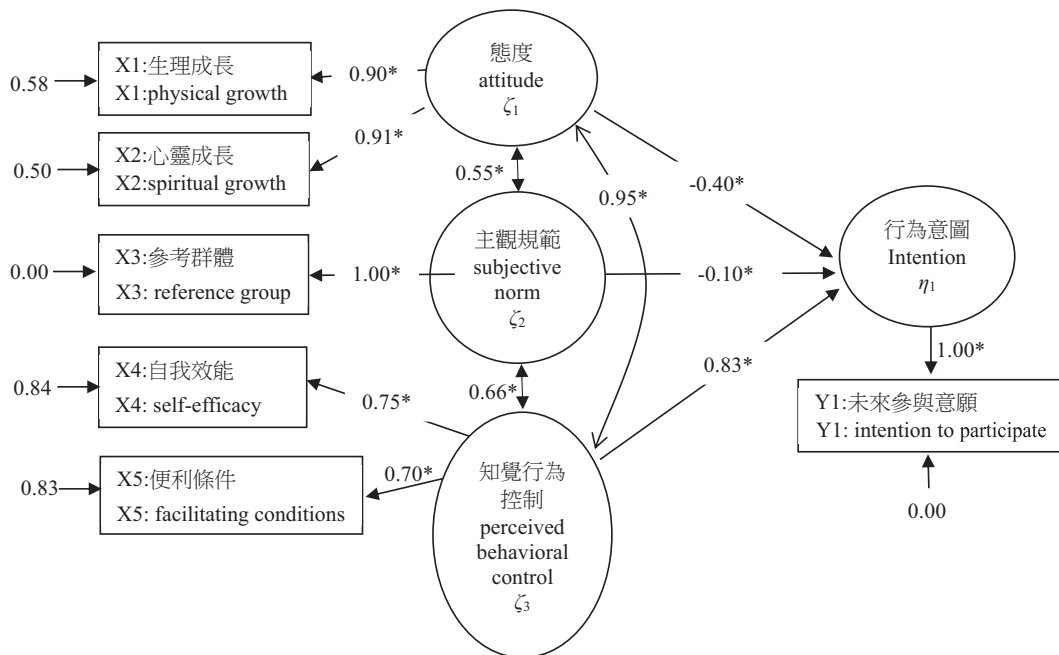 態度
attitude
ζ1
X1:生理成長
X1:physical growth
0.58
0.90*
X2:心靈成長
X2:spiritual growth
0.50
0.91*
0.55*
0.95*
-0.40*
主觀規範
subjective
norm
ζ2
X3:參考群體
X3: reference group
0.00
1.00*
-0.10*
行為意圖
Intention
η1
X4:自我效能
X4: self-efficacy
0.84
0.75*
0.66*
0.83*
1.00*
Y1:未來參與意願
Y1: intention to participate
0.00
X5:便利條件
X5: facilitating conditions
0.83
0.70*
知覺行為
控制
perceived
behavioral
control
ζ3